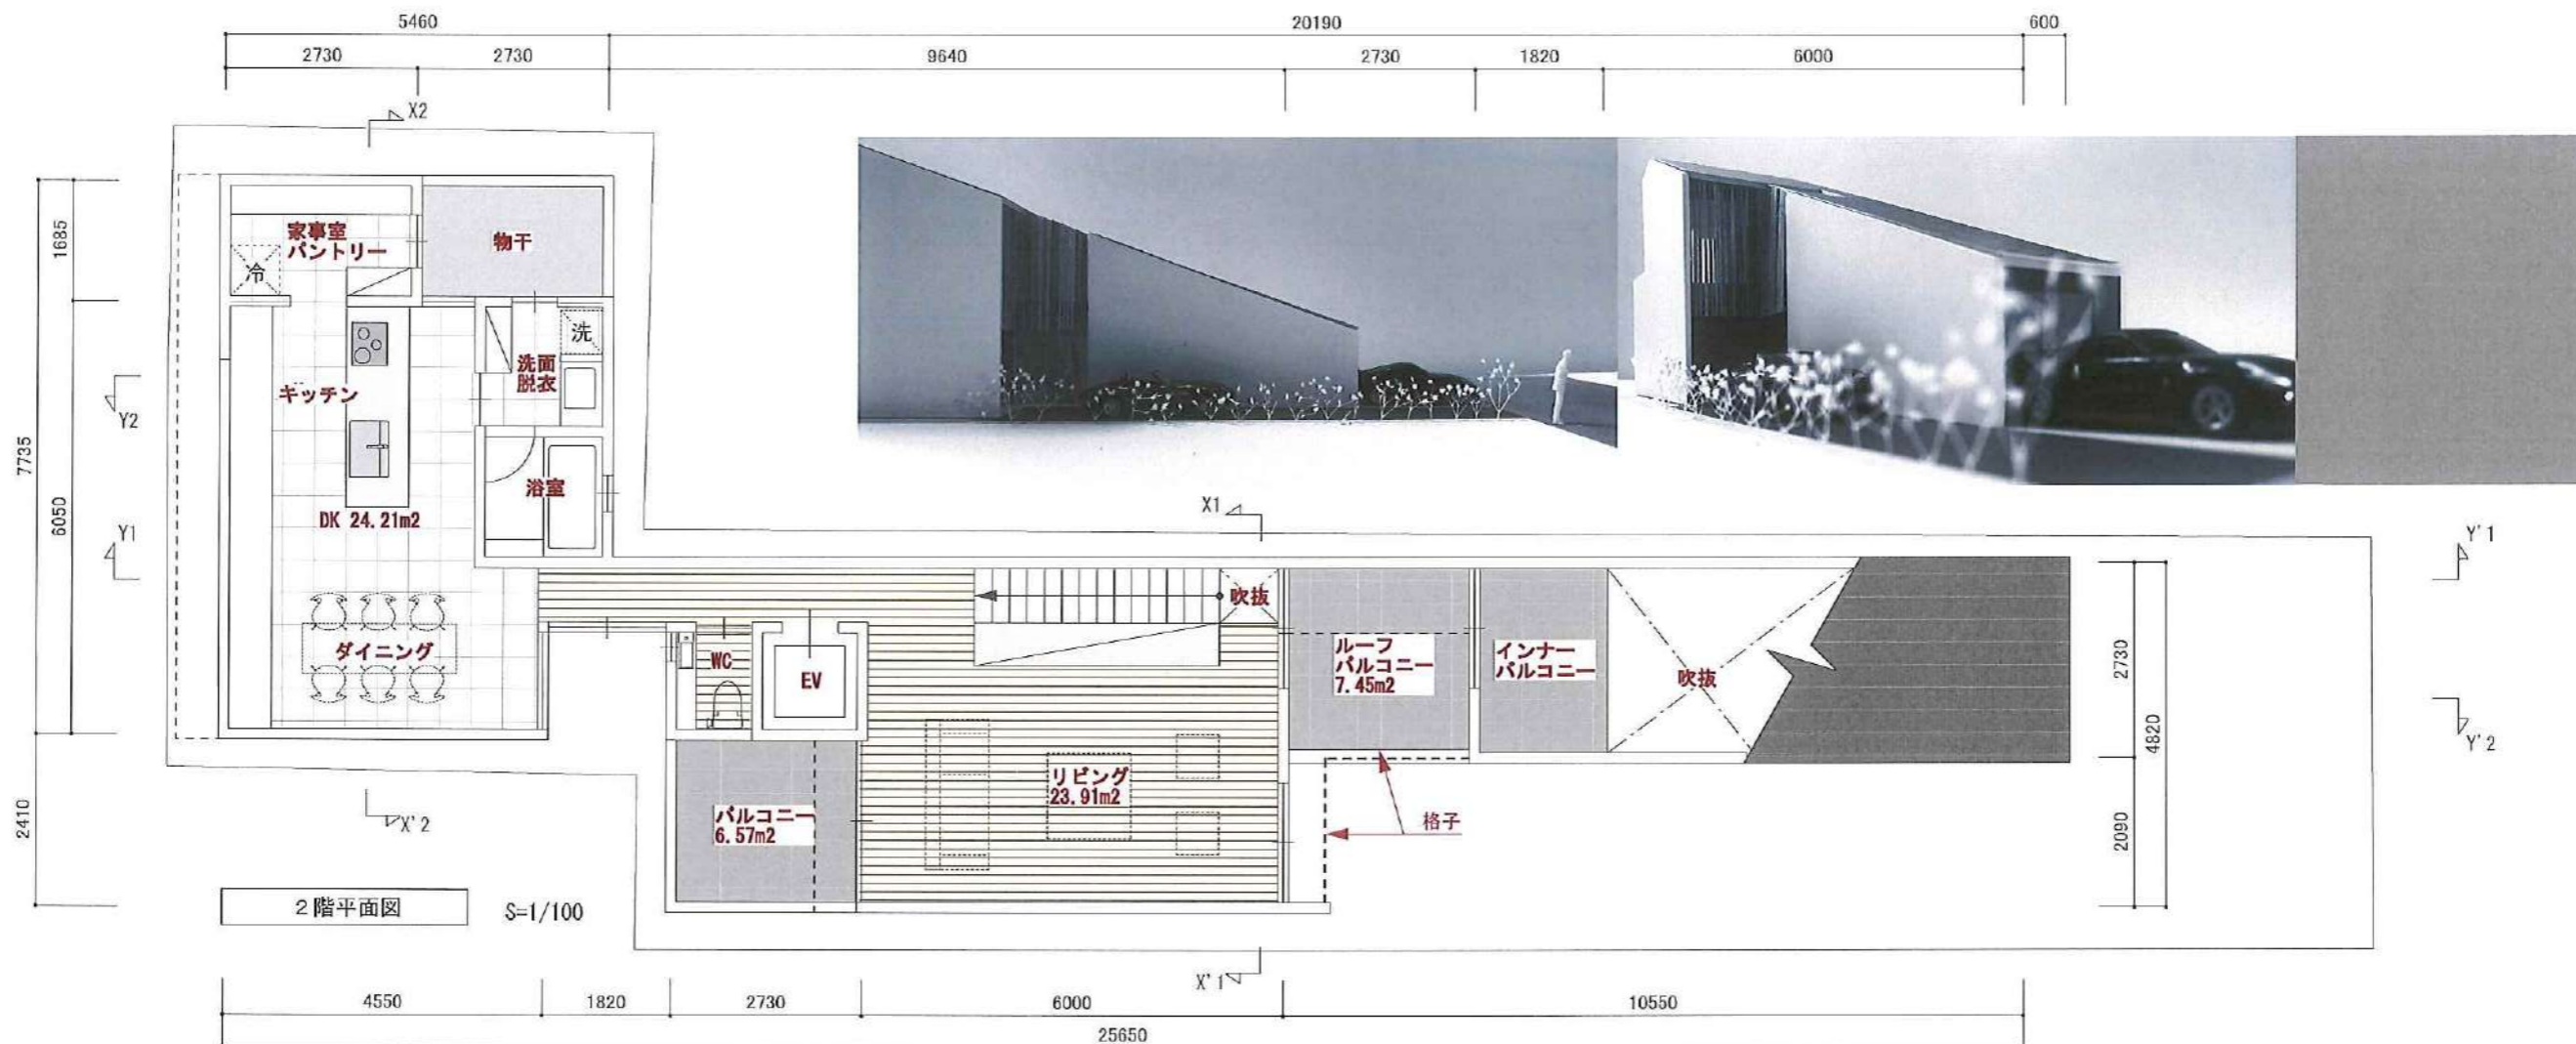 5460
20190
600
2730
2730
9640
2730
1820
6000
X2
1685
7735
6050
2410
家事室
パントリー
物干
冷
洗
洗面
脱衣
キッチン
浴室
DK 24.21m2
Y2
Y1
X1
Y'1
Y'2
吹抜
ダイニング
WC
EV
ルーフ
バルコニー
7.45m2
インナー
バルコニー
吹抜
2730
4820
2090
リビング
23.91m2
バルコニー
6.57m2
格子
X'2
2階平面図
S=1/100
X'1
4550
1820
2730
6000
10550
25650